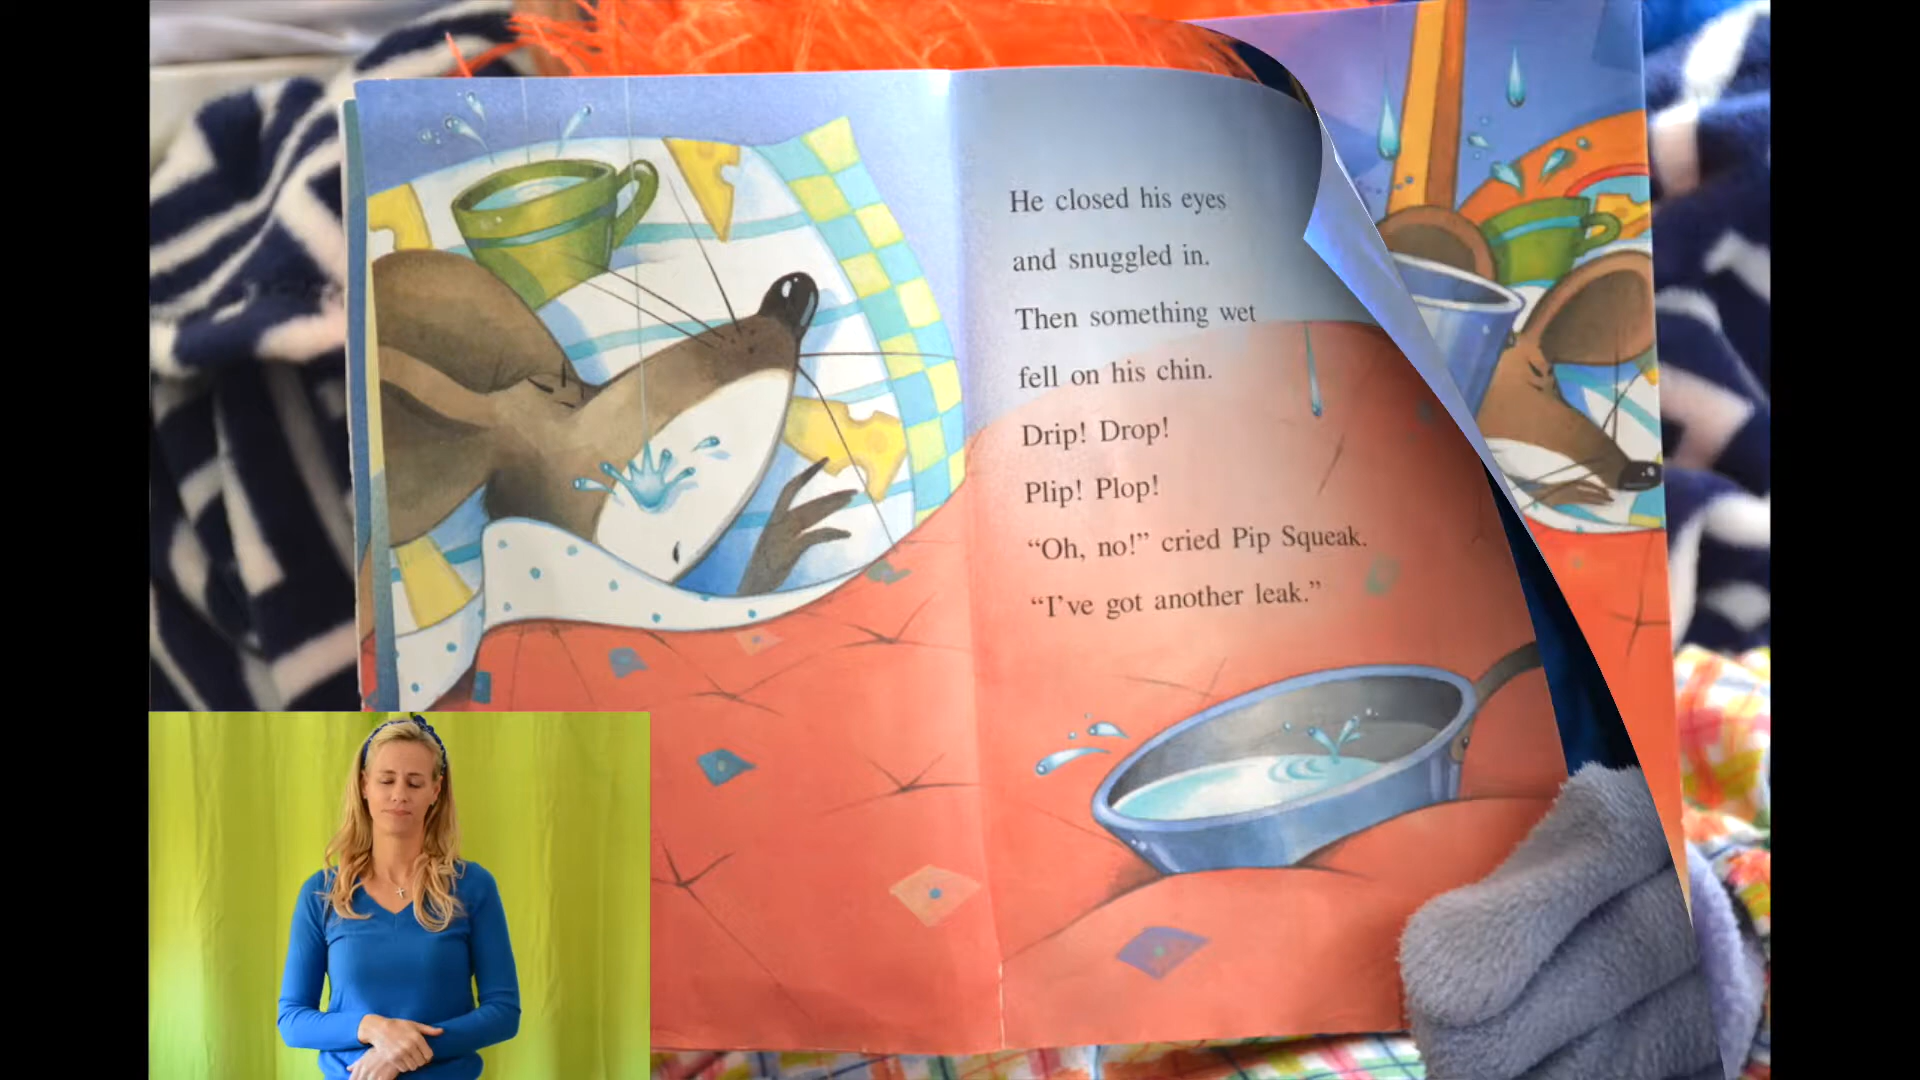 He closed his eyes
and snuggled in.
Then something wet
fell on his chin.
Drip! Drop!
Plip! Plop!
“Oh, no!” cried Pip Squeak.
“I’ve got another leak.”